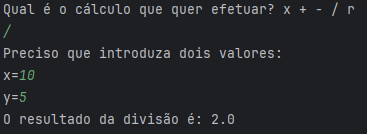 Qual é o cálculo que quer efetuar? x + - / r
/
Preciso que introduza dois valores:
x=10
y=5
O resultado da divisão é: 2.0